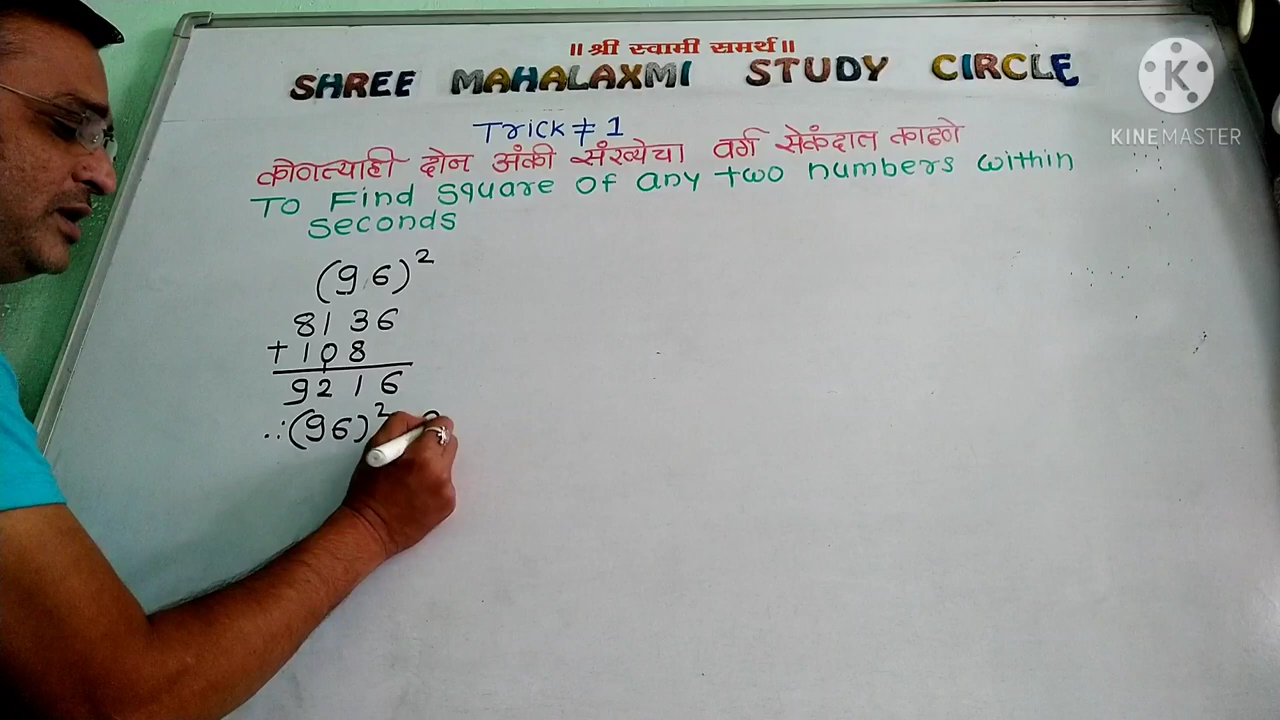 ॥ श्री स्वामी समर्थ ॥
SHREE MAHALAXMI STUDY CIRCLE
KINEMASTER
Trick ≠ 1
कोणत्याही दोन अंकी संख्येचा वर्ग सेकंदात काढणे
To Find square of any two numbers within
seconds
(96)²
8136
+ 108
9216
∴ (96)²